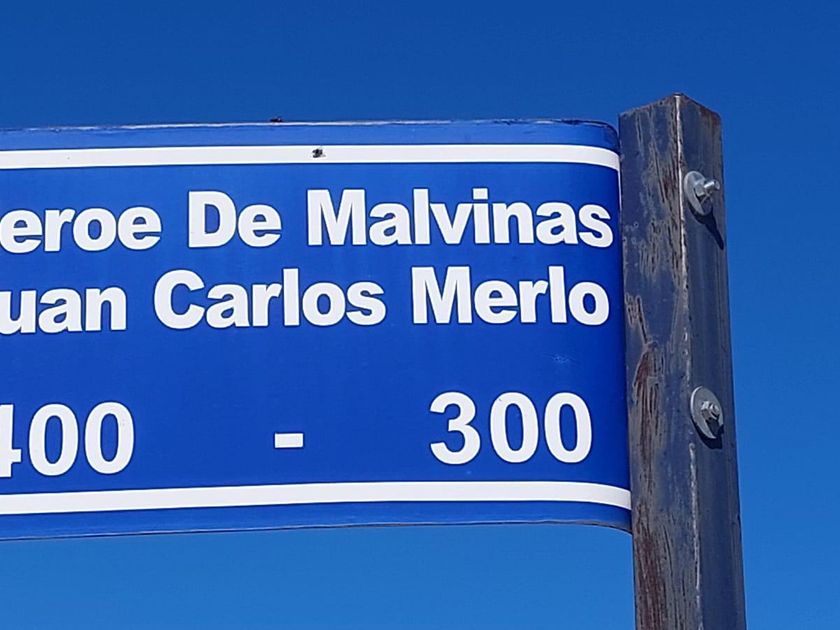 eroe De Malvinas
uan Carlos Merlo
400 - 300